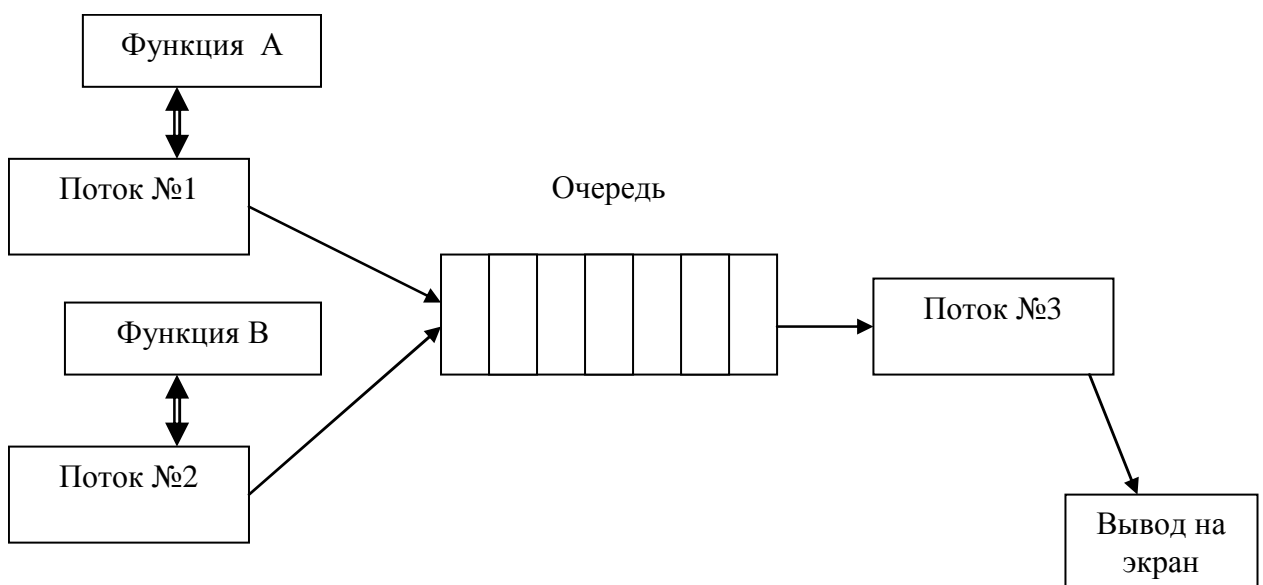 Функция А
Поток №1
Очередь
Функция В
Поток №3
Поток №2
Вывод на
экран